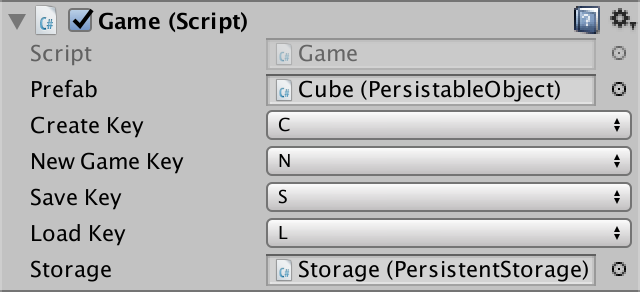 Game (Script)
Script Game
Prefab Cube (PersistableObject)
Create Key C
New Game Key N
Save Key S
Load Key L
Storage Storage (PersistentStorage)